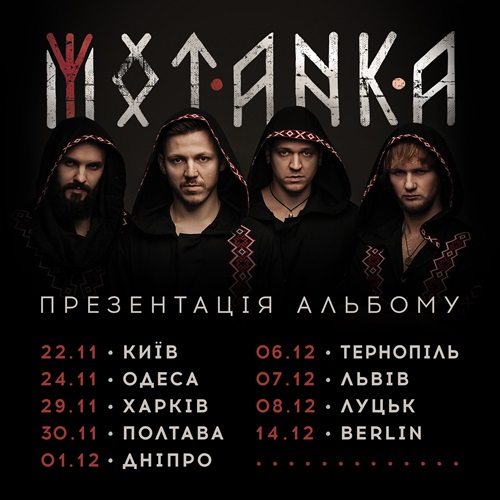 MOTANKA
ПРЕЗЕНТАЦІЯ АЛЬБОМУ
22.11 • КИЇВ
24.11 • ОДЕСА
29.11 • ХАРКІВ
30.11 • ПОЛТАВА
01.12 • ДНІПРО
06.12 • ТЕРНОПІЛЬ
07.12 • ЛЬВІВ
08.12 • ЛУЦЬК
14.12 • BERLIN